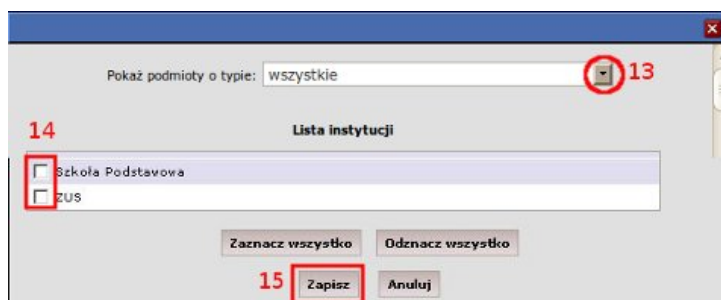 Pokaż podmioty o typie: wszystkie 13
14 Lista instytucji
Szkoła Podstawowa
ZUS
Zaznacz wszystko Odznacz wszystko
15 Zapisz Anuluj